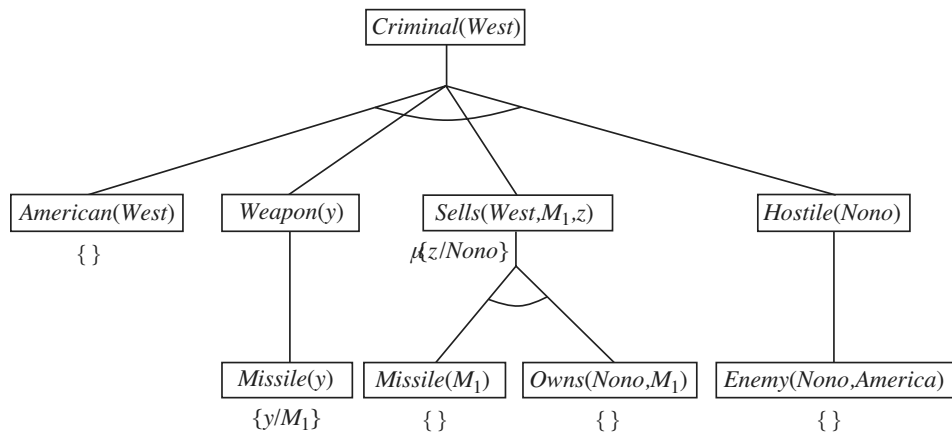 Criminal(West)
American(West) Weapon(y) Sells(West,M1,z) Hostile(Nono)
{ } {z/Nono}
Missile(y) Missile(M1) Owns(Nono,M1) Enemy(Nono,America)
{y/M1} { } { } { }